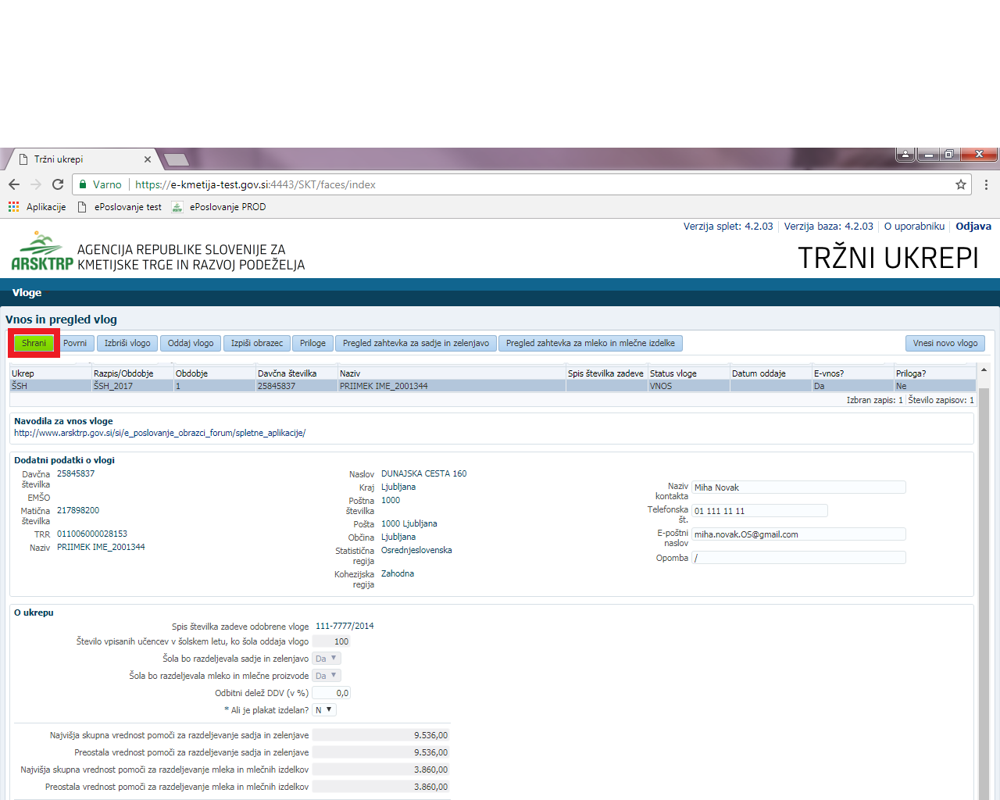 Tržni ukrepi
Varno https://e-kmetija-test.gov.si:4443/SKT/faces/index
Aplikacije ePoslovanje test ePoslovanje PROD
Verzija splet: 4.2.03 Verzija baza: 4.2.03 O uporabniku Odjava
ARSKTRP
AGENCIJA REPUBLIKE SLOVENIJE ZA
KMETIJSKE TRGE IN RAZVOJ PODEŽELJA
TRŽNI UKREPI
Vloge
Vnos in pregled vlog
Shrani Povrni Izbriši vlogo Oddaj vlogo Izpiši obrazec Priloge Pregled zahtevka za sadje in zelenjavo Pregled zahtevka za mleko in mlečne izdelke Vnesi novo vlogo
Ukrep Razpis/Obdobje Obdobje Davčna številka Naziv Spis številka zadeve Status vloge Datum oddaje E-vnos? Priloga?
ŠSH ŠSH_2017 1 25845837 PRIIMEK IME_2001344 VNOS Da Ne
Izbran zapis: 1 Število zapisov: 1
Navodila za vnos vloge
http://www.arsktrp.gov.si/si/e_poslovanje_obrazci_forum/spletne_aplikacije/
Dodatni podatki o vlogi
Davčna številka 25845837
EMŠO
Matična številka 217898200
TRR 011006000028153
Naziv PRIIMEK IME_2001344
Naslov DUNAJSKA CESTA 160
Kraj Ljubljana
Poštna številka 1000
Pošta 1000 Ljubljana
Občina Ljubljana
Statistična regija Osrednjeslovenska
Kohezijska regija Zahodna
Naziv kontakta Miha Novak
Telefonska št. 01 111 11 11
E-poštni naslov miha.novak.OS@gmail.com
Opomba /
O ukrepu
Spis številka zadeve odobrene vloge 111-7777/2014
Število vpisanih učencev v šolskem letu, ko šola oddaja vlogo 100
Šola bo razdeljevala sadje in zelenjavo Da
Šola bo razdeljevala mleko in mlečne proizvode Da
Odbitni delež DDV (v %) 0,0
* Ali je plakat izdelan? N
Najvišja skupna vrednost pomoči za razdeljevanje sadja in zelenjave 9.536,00
Preostala vrednost pomoči za razdeljevanje sadja in zelenjave 9.536,00
Najvišja skupna vrednost pomoči za razdeljevanje mleka in mlečnih izdelkov 3.860,00
Preostala vrednost pomoči za razdeljevanje mleka in mlečnih izdelkov 3.860,00